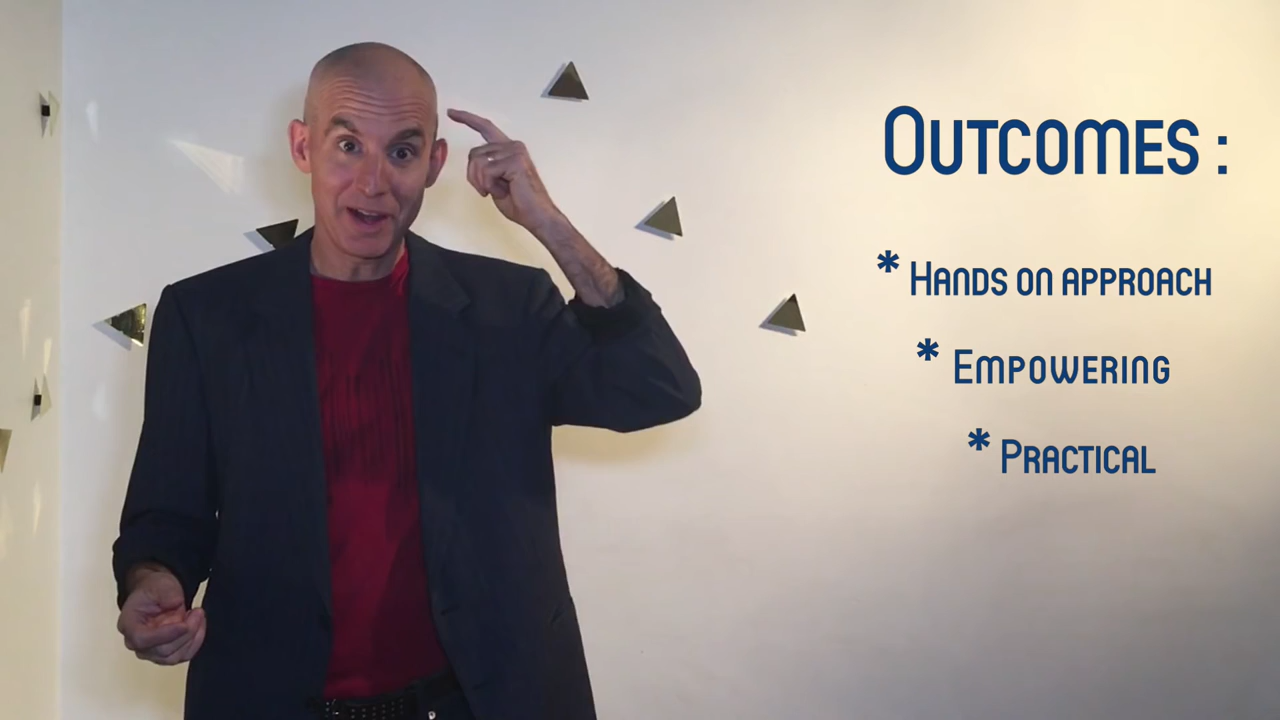 Outcomes :
* Hands on approach
* Empowering
* Practical